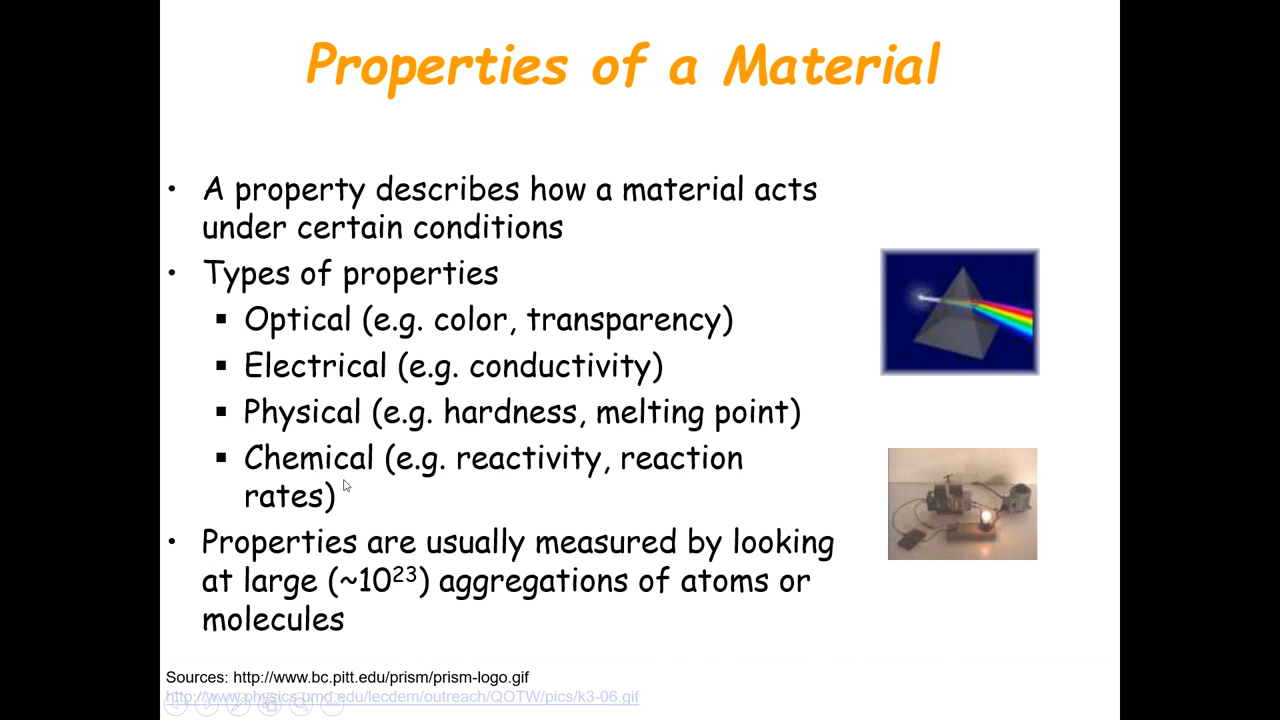 Properties of a Material
• A property describes how a material acts
under certain conditions
• Types of properties
▪ Optical (e.g. color, transparency)
▪ Electrical (e.g. conductivity)
▪ Physical (e.g. hardness, melting point)
▪ Chemical (e.g. reactivity, reaction
rates)
• Properties are usually measured by looking
at large (~10²³) aggregations of atoms or
molecules
Sources: http://www.bc.pitt.edu/prism/prism-logo.gif
http://www.physics.umd.edu/lecdem/outreach/QOTW/pics/k3-06.gif